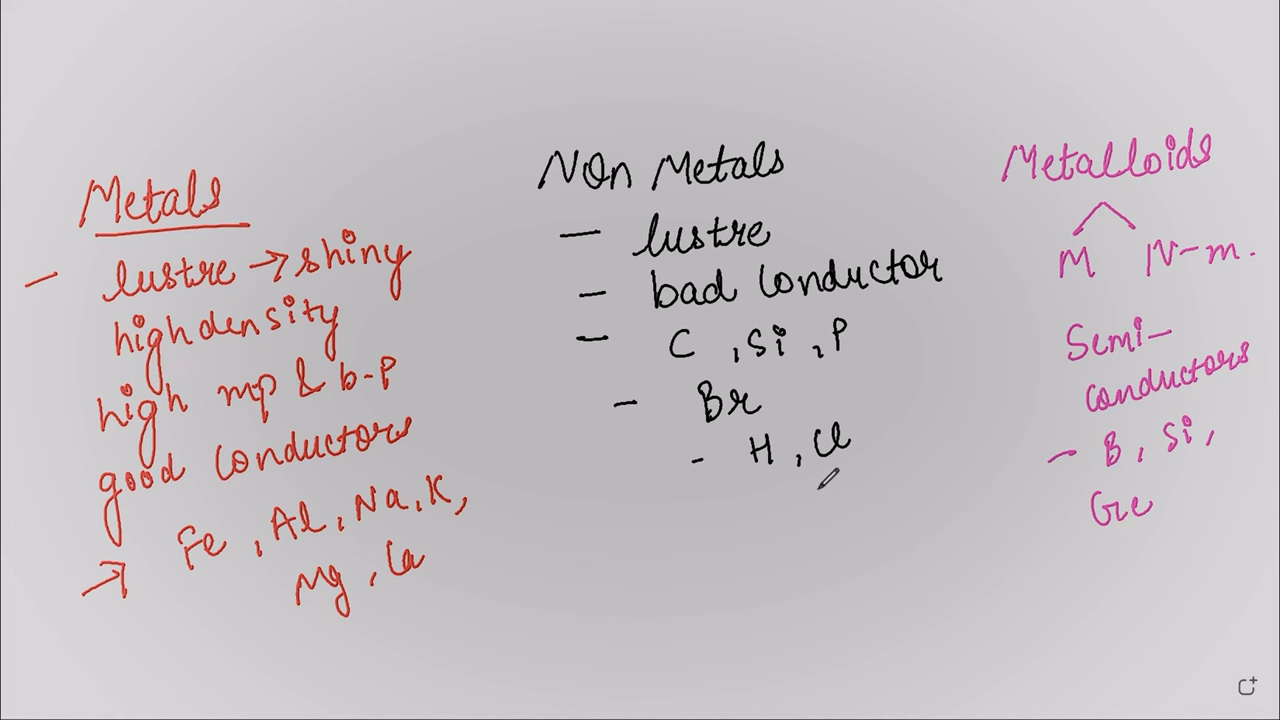 Metals
- lustre → shiny
high density
high mp & b-p
good conductors
→ Fe, Al, Na, K,
Mg, Ca
Non Metals
- lustre
- bad conductor
- C, Si, P
- Br
- H, Cl
Metalloids
M N-m.
Semi-
conductors
- B, Si,
Ge